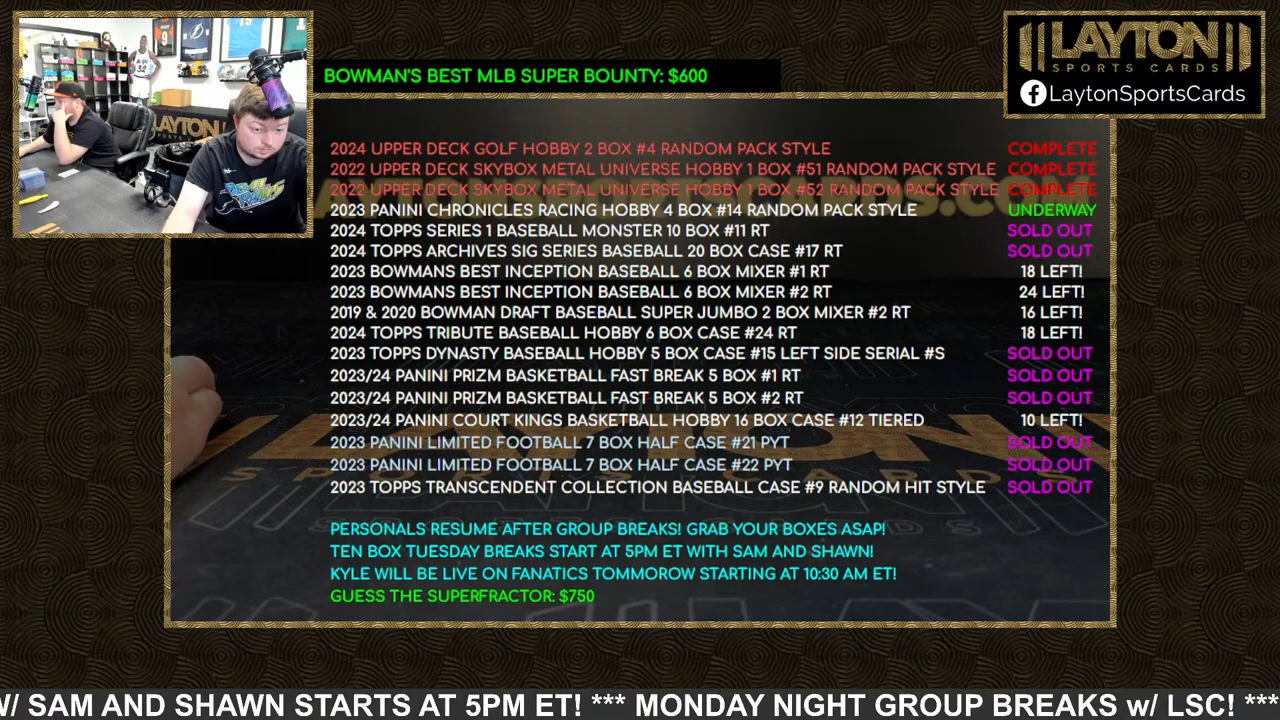 BOWMAN'S BEST MLB SUPER BOUNTY: $600
LAYTON
SPORTS CARDS
LaytonSportsCards
2024 UPPER DECK GOLF HOBBY 2 BOX #4 RANDOM PACK STYLE COMPLETE
2022 UPPER DECK SKYBOX METAL UNIVERSE HOBBY 1 BOX #51 RANDOM PACK STYLE COMPLETE
2022 UPPER DECK SKYBOX METAL UNIVERSE HOBBY 1 BOX #52 RANDOM PACK STYLE COMPLETE
2023 PANINI CHRONICLES RACING HOBBY 4 BOX #14 RANDOM PACK STYLE UNDERWAY
2024 TOPPS SERIES 1 BASEBALL MONSTER 10 BOX #11 RT SOLD OUT
2024 TOPPS ARCHIVES SIG SERIES BASEBALL 20 BOX CASE #17 RT SOLD OUT
2023 BOWMANS BEST INCEPTION BASEBALL 6 BOX MIXER #1 RT 18 LEFT!
2023 BOWMANS BEST INCEPTION BASEBALL 6 BOX MIXER #2 RT 24 LEFT!
2019 & 2020 BOWMAN DRAFT BASEBALL SUPER JUMBO 2 BOX MIXER #2 RT 16 LEFT!
2024 TOPPS TRIBUTE BASEBALL HOBBY 6 BOX CASE #24 RT 18 LEFT!
2023 TOPPS DYNASTY BASEBALL HOBBY 5 BOX CASE #15 LEFT SIDE SERIAL #S SOLD OUT
2023/24 PANINI PRIZM BASKETBALL FAST BREAK 5 BOX #1 RT SOLD OUT
2023/24 PANINI PRIZM BASKETBALL FAST BREAK 5 BOX #2 RT SOLD OUT
2023/24 PANINI COURT KINGS BASKETBALL HOBBY 16 BOX CASE #12 TIERED 10 LEFT!
2023 PANINI LIMITED FOOTBALL 7 BOX HALF CASE #21 PYT SOLD OUT
2023 PANINI LIMITED FOOTBALL 7 BOX HALF CASE #22 PYT SOLD OUT
2023 TOPPS TRANSCENDENT COLLECTION BASEBALL CASE #9 RANDOM HIT STYLE SOLD OUT
PERSONALS RESUME AFTER GROUP BREAKS! GRAB YOUR BOXES ASAP!
TEN BOX TUESDAY BREAKS START AT 5PM ET WITH SAM AND SHAWN!
KYLE WILL BE LIVE ON FANATICS TOMMOROW STARTING AT 10:30 AM ET!
GUESS THE SUPERFRACTOR: $750
W/ SAM AND SHAWN STARTS AT 5PM ET! *** MONDAY NIGHT GROUP BREAKS w/ LSC! ***